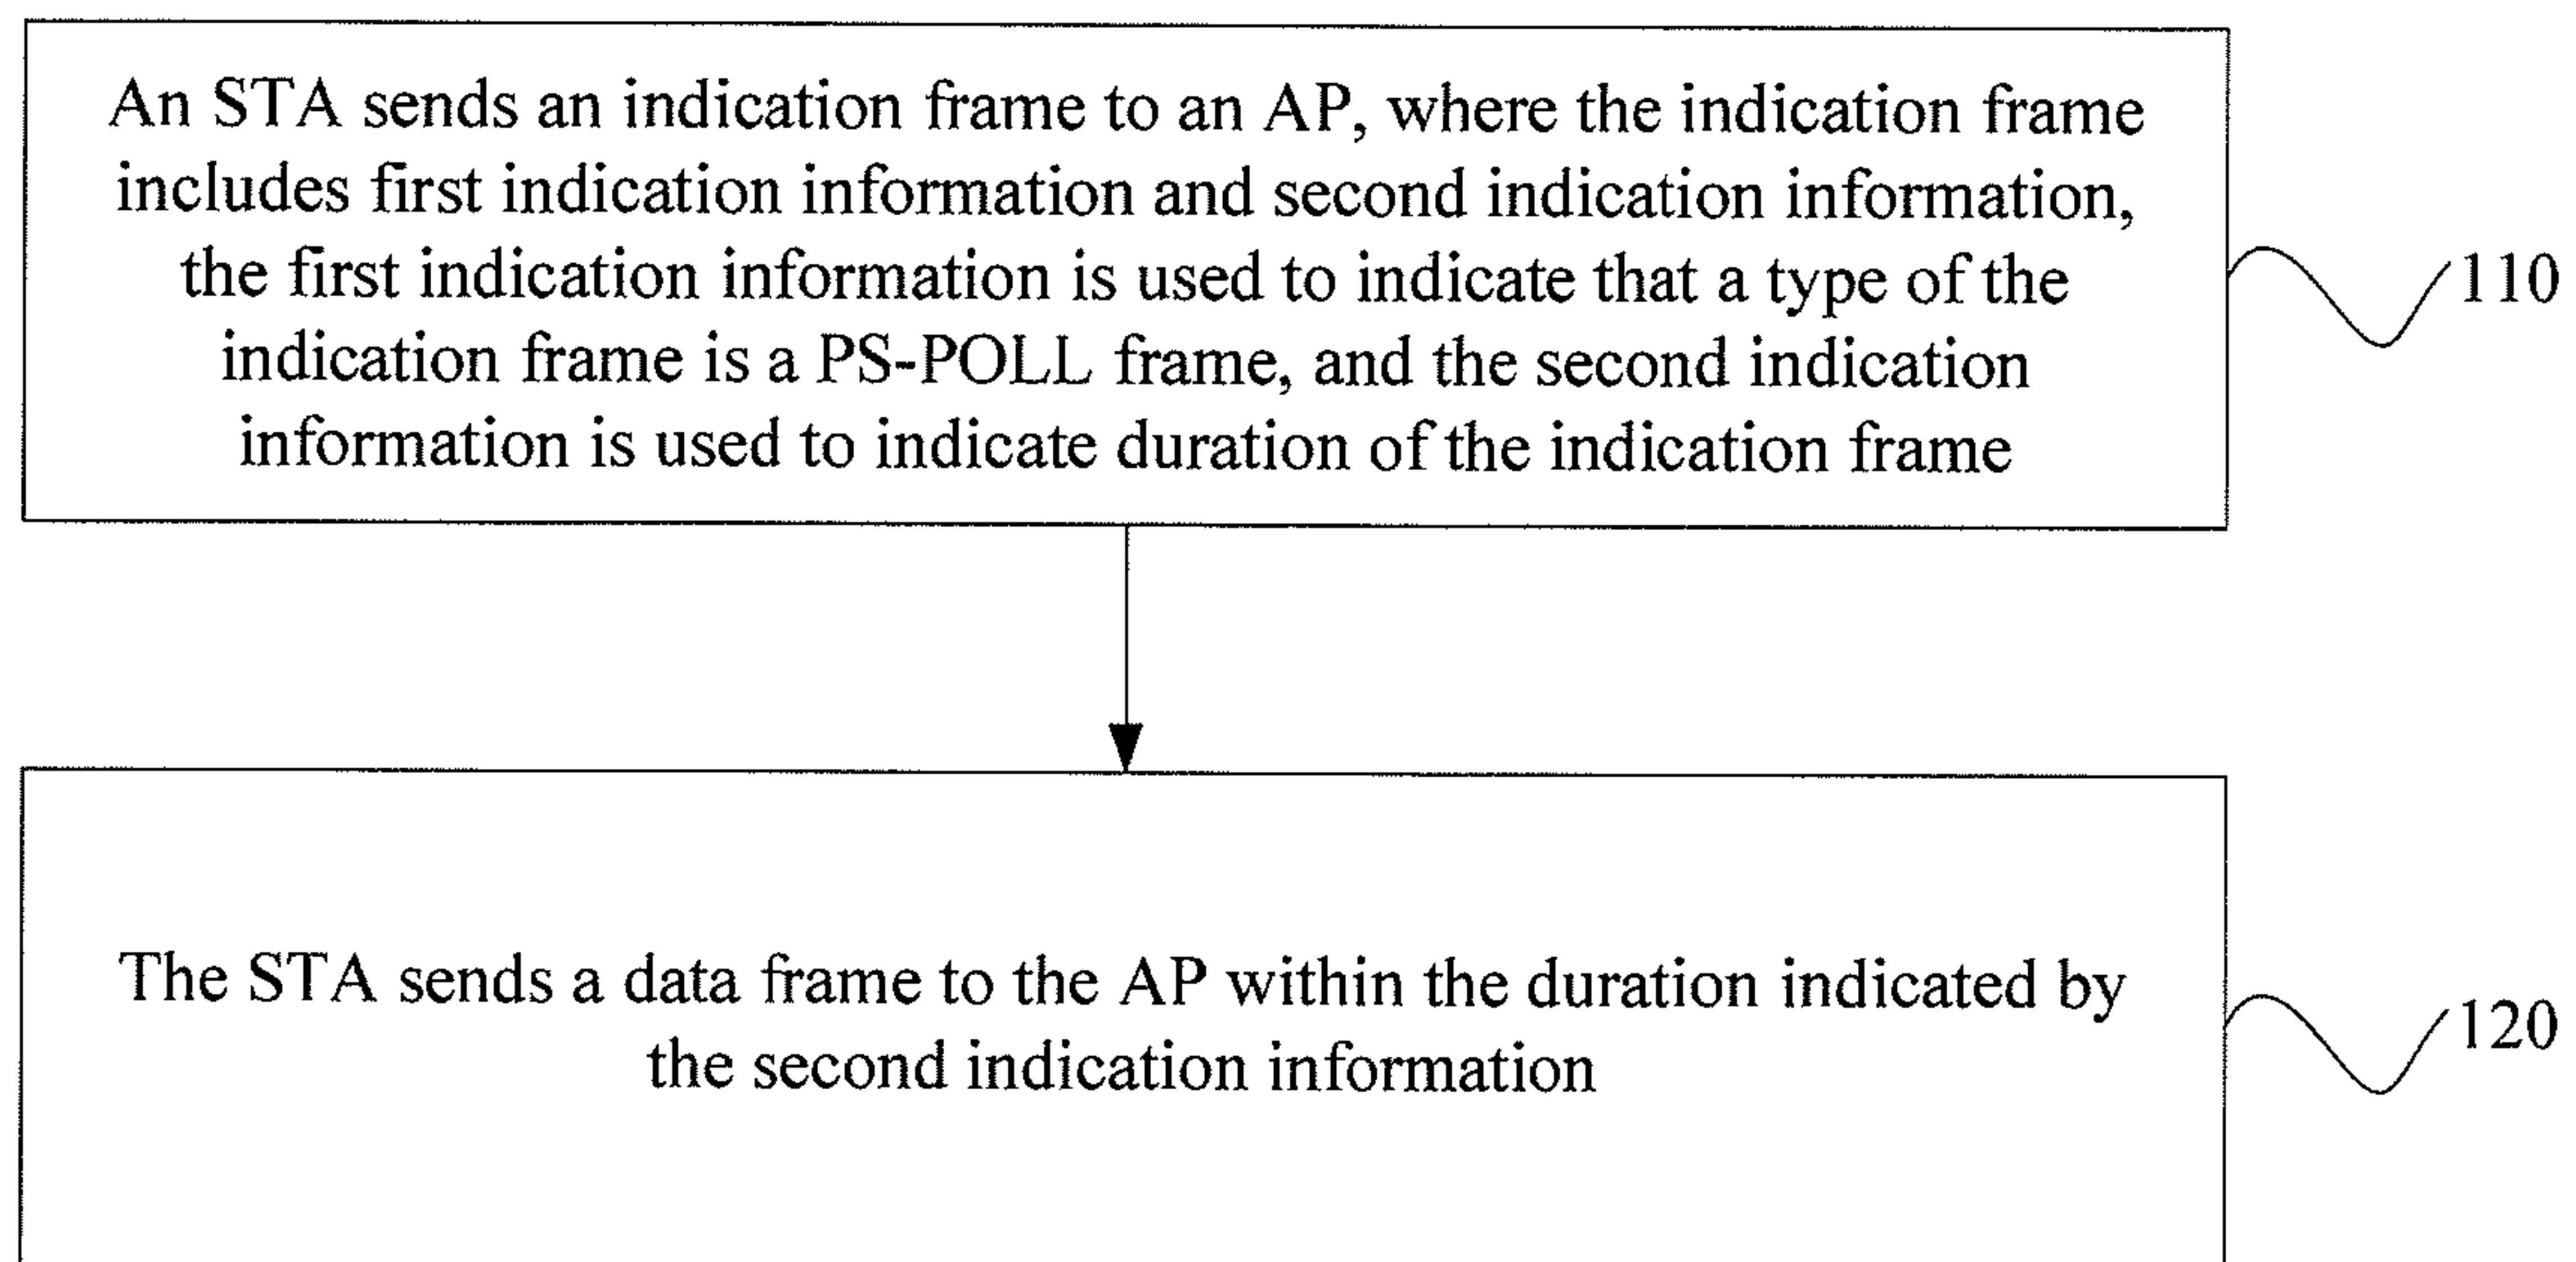 An STA sends an indication frame to an AP, where the indication frame
includes first indication information and second indication information,
the first indication information is used to indicate that a type of the
indication frame is a PS-POLL frame, and the second indication
information is used to indicate duration of the indication frame
110
The STA sends a data frame to the AP within the duration indicated by
the second indication information
120